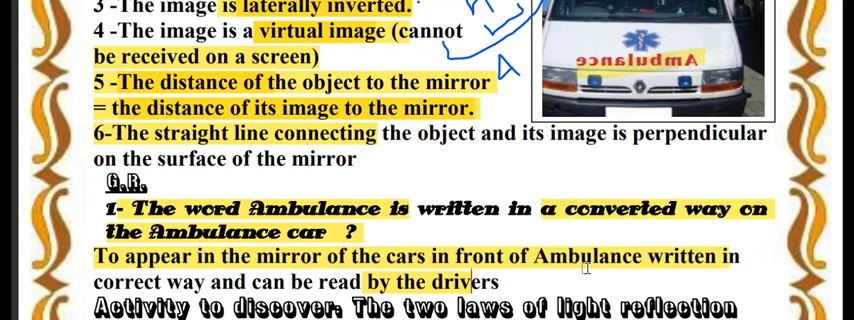 3 -The image is laterally inverted.
4 -The image is a virtual image (cannot
be received on a screen)
A
Ambulance
5 -The distance of the object to the mirror
= the distance of its image to the mirror.
6-The straight line connecting the object and its image is perpendicular
on the surface of the mirror
G.R.
1- The word Ambulance is written in a converted way on
the Ambulance car ?
To appear in the mirror of the cars in front of Ambulance written in
correct way and can be read by the drivers
Activity to discover: The two laws of light reflection